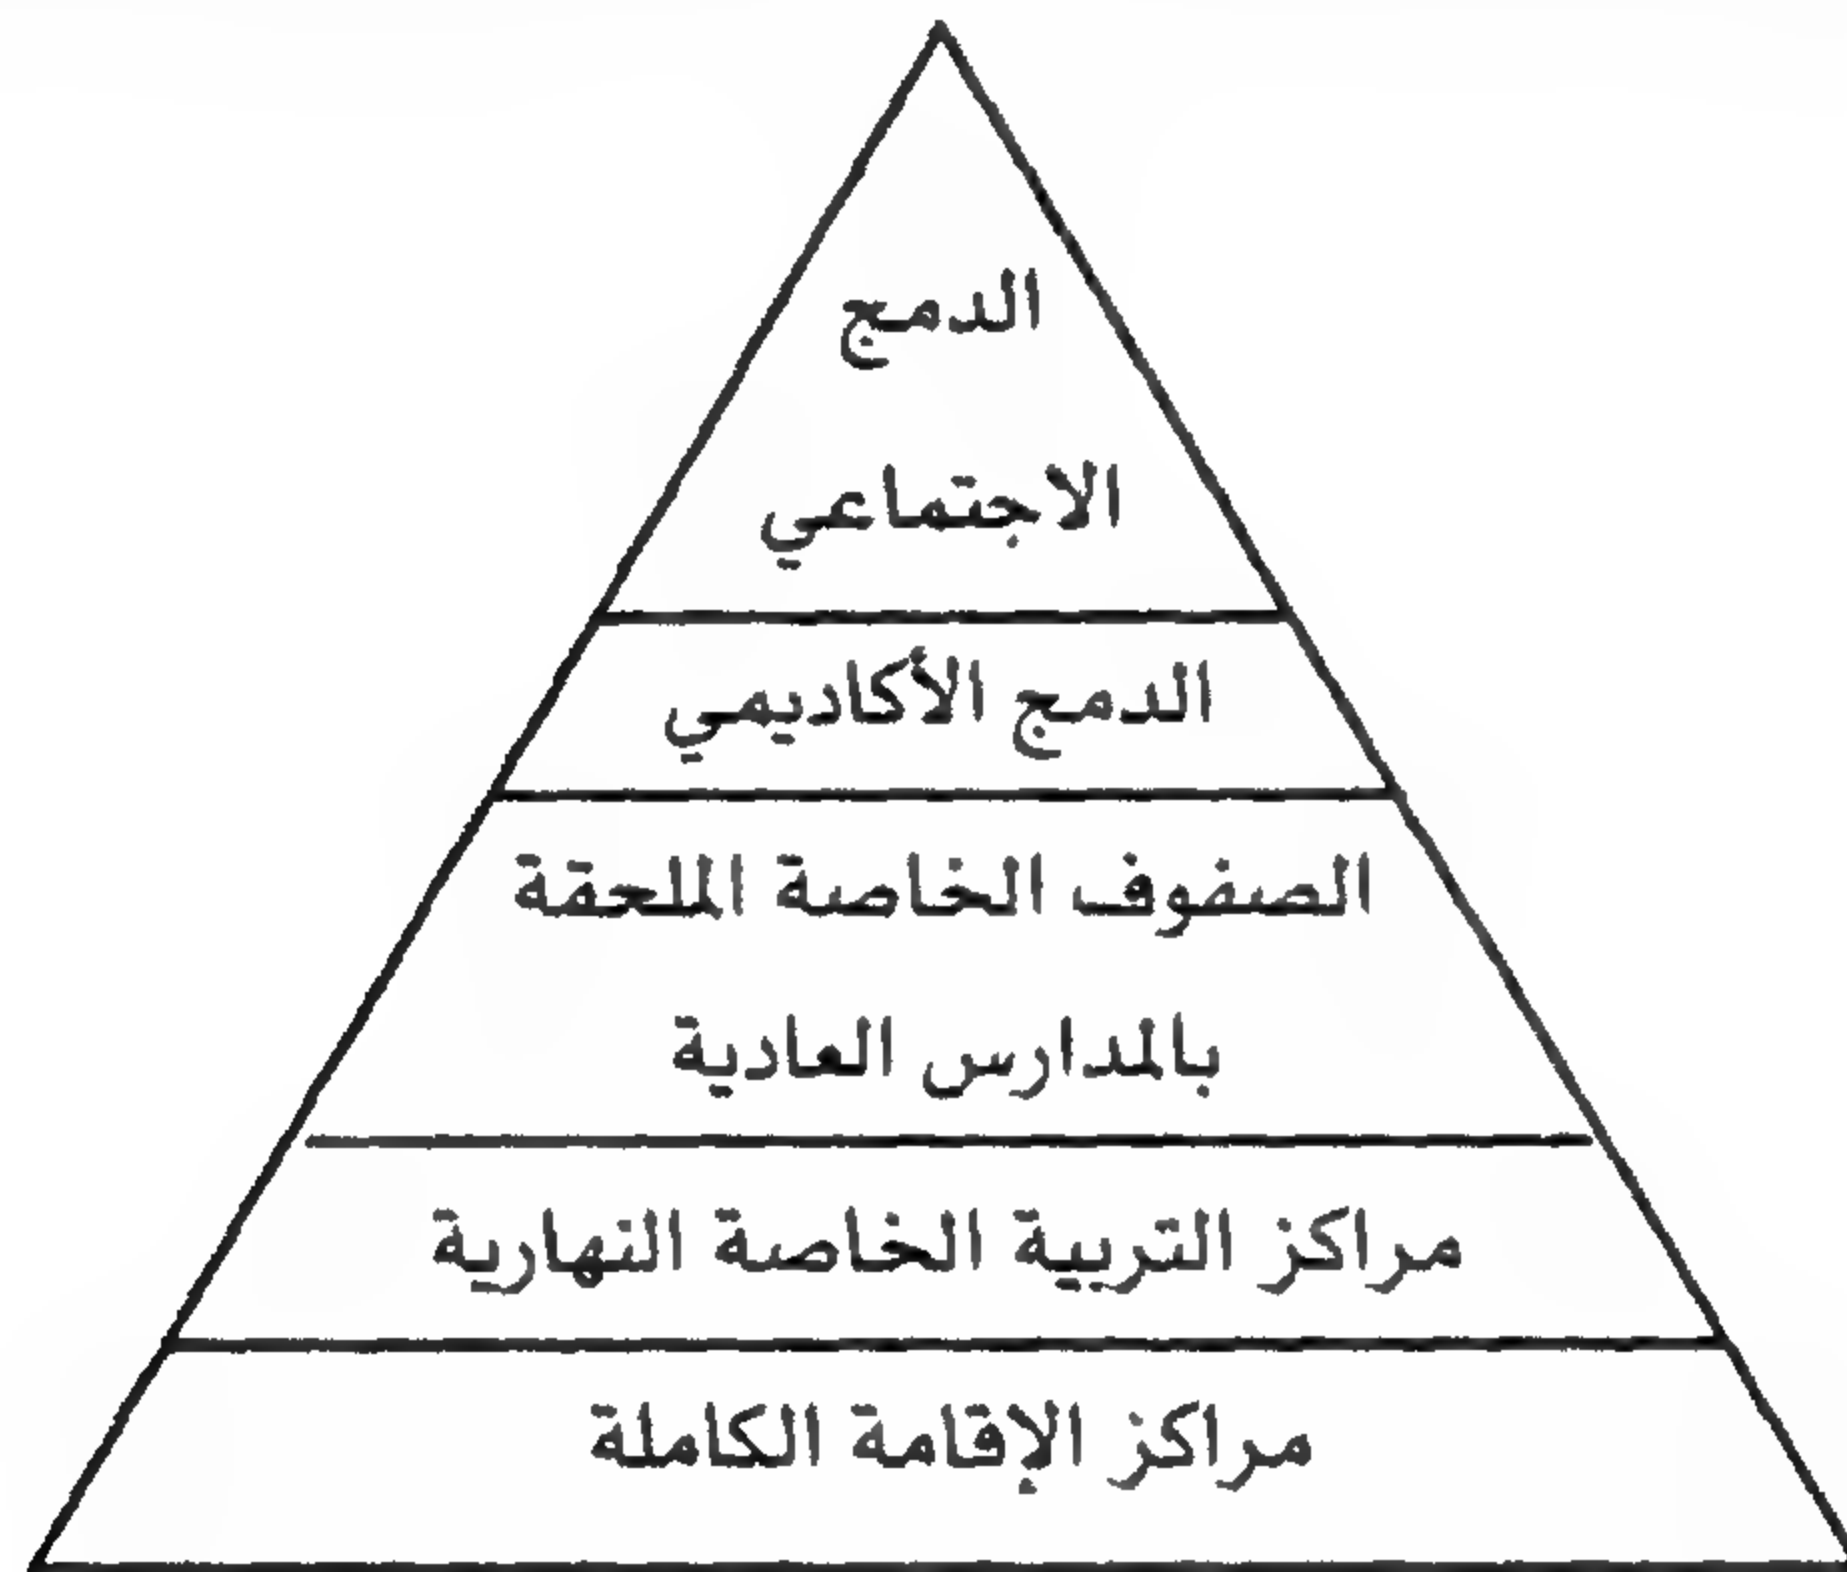 الدمج
الاجتماعي
الدمج الأكاديمي
الصفوف الخاصة الملحقة
بالمدارس العادية
مراكز التربية الخاصة النهارية
مراكز الإقامة الكاملة